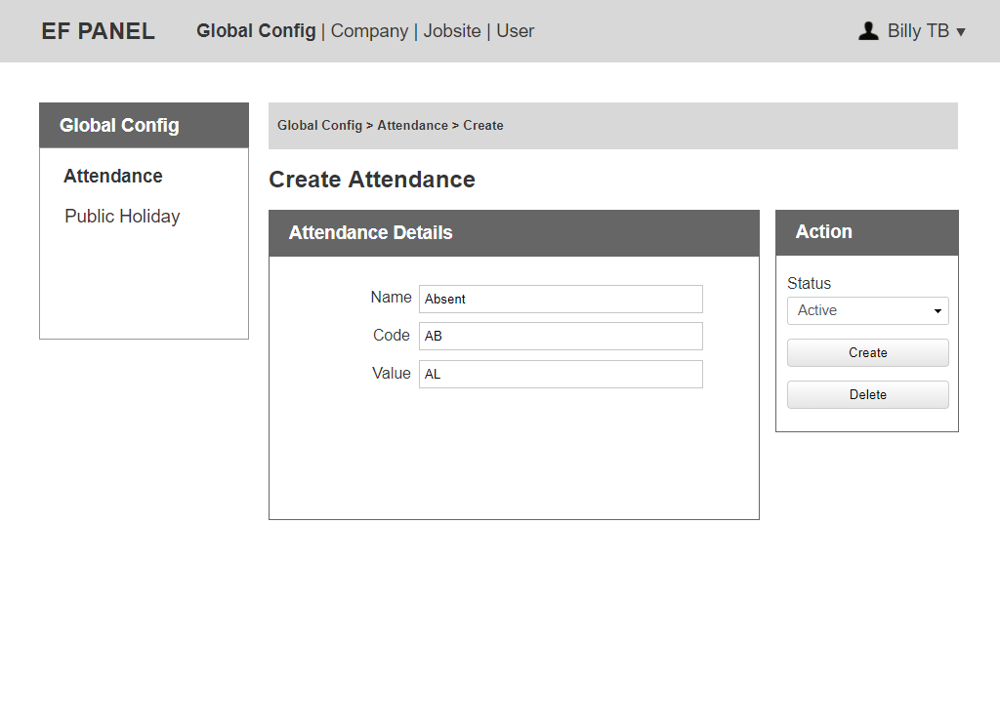 EF PANEL Global Config | Company | Jobsite | User Billy TB ▼
Global Config
Attendance
Public Holiday
Global Config > Attendance > Create
Create Attendance
Attendance Details
Name Absent
Code AB
Value AL
Action
Status
Active
Create
Delete